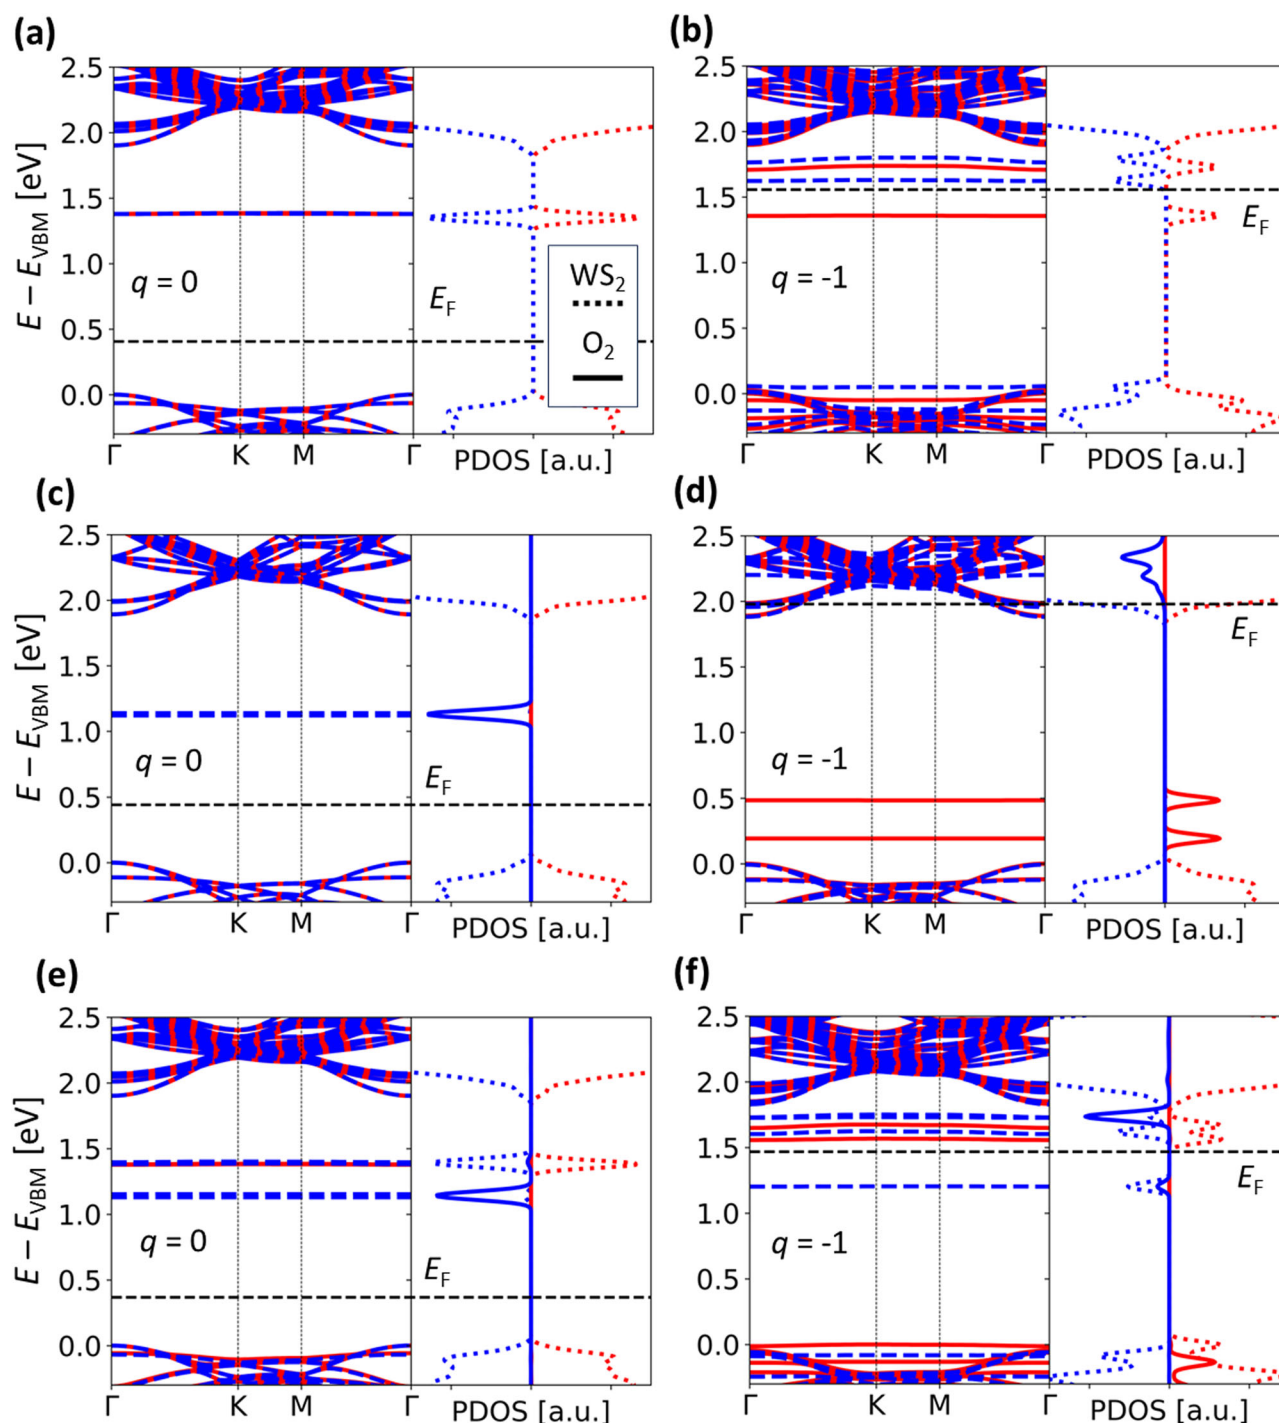 (a)
(b)
2.5
2.0
1.5
1.0
0.5
0.0
E − E_VBM [eV]
q = 0
E_F
WS₂
O₂
Γ K M Γ
PDOS [a.u.]
2.5
2.0
1.5
1.0
0.5
0.0
q = -1
E_F
Γ K M Γ
PDOS [a.u.]
(c)
(d)
2.5
2.0
1.5
1.0
0.5
0.0
E − E_VBM [eV]
q = 0
E_F
Γ K M Γ
PDOS [a.u.]
2.5
2.0
1.5
1.0
0.5
0.0
q = -1
E_F
Γ K M Γ
PDOS [a.u.]
(e)
(f)
2.5
2.0
1.5
1.0
0.5
0.0
E − E_VBM [eV]
q = 0
E_F
Γ K M Γ
PDOS [a.u.]
2.5
2.0
1.5
1.0
0.5
0.0
q = -1
E_F
Γ K M Γ
PDOS [a.u.]